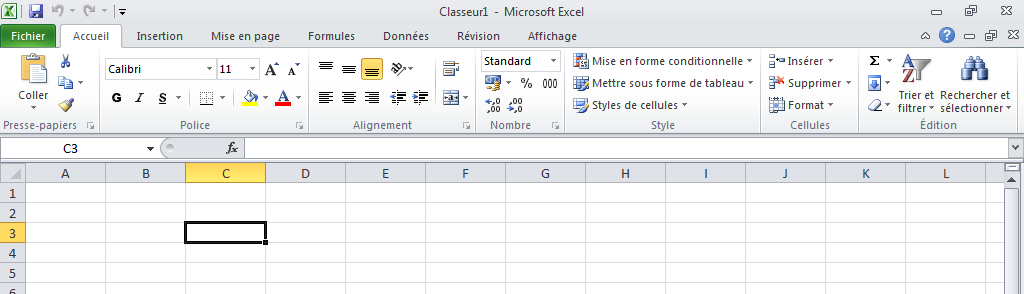 Classeur1 - Microsoft Excel
Fichier Accueil Insertion Mise en page Formules Données Révision Affichage
Coller
Presse-papiers
Calibri 11
G I S A
Police
Alignement
Standard
% 000
Nombre
Mise en forme conditionnelle
Mettre sous forme de tableau
Styles de cellules
Style
Insérer
Supprimer
Format
Cellules
Σ
Trier et filtrer
Rechercher et sélectionner
Édition
C3 fx
A B C D E F G H I J K L
1
2
3
4
5
6